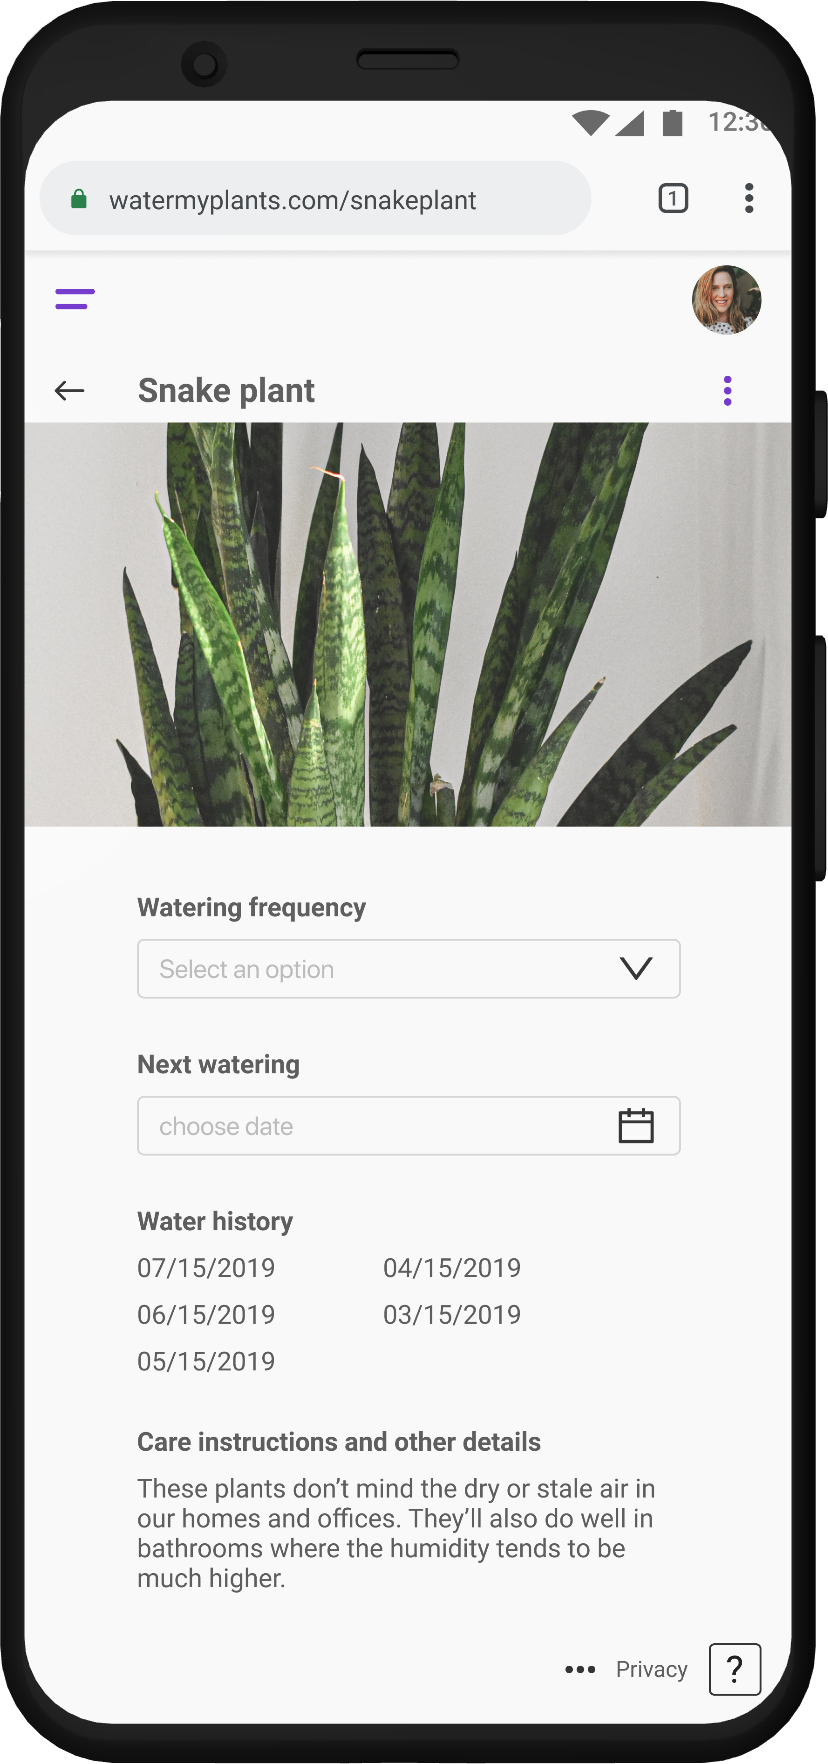 12:3
watermyplants.com/snakeplant
1
Snake plant
Watering frequency
Select an option
Next watering
choose date
Water history
07/15/2019 04/15/2019
06/15/2019 03/15/2019
05/15/2019
Care instructions and other details
These plants don’t mind the dry or stale air in
our homes and offices. They’ll also do well in
bathrooms where the humidity tends to be
much higher.
Privacy ?